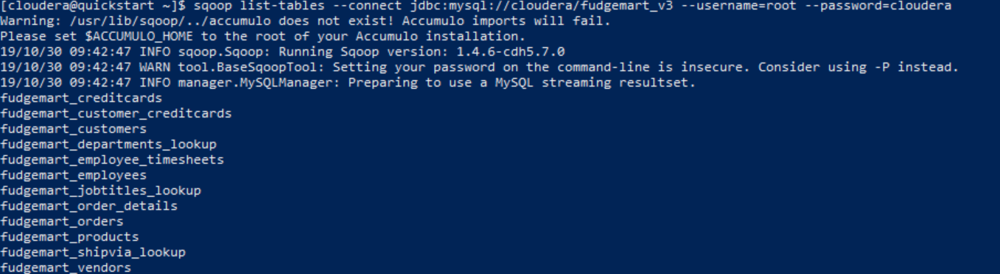 [cloudera@quickstart ~]$ sqoop list-tables --connect jdbc:mysql://cloudera/fudgemart_v3 --username=root --password=cloudera
Warning: /usr/lib/sqoop/../accumulo does not exist! Accumulo imports will fail.
Please set $ACCUMULO_HOME to the root of your Accumulo installation.
19/10/30 09:42:47 INFO sqoop.Sqoop: Running Sqoop version: 1.4.6-cdh5.7.0
19/10/30 09:42:47 WARN tool.BaseSqoopTool: Setting your password on the command-line is insecure. Consider using -P instead.
19/10/30 09:42:47 INFO manager.MySQLManager: Preparing to use a MySQL streaming resultset.
fudgemart_creditcards
fudgemart_customer_creditcards
fudgemart_customers
fudgemart_departments_lookup
fudgemart_employee_timesheets
fudgemart_employees
fudgemart_jobtitles_lookup
fudgemart_order_details
fudgemart_orders
fudgemart_products
fudgemart_shipvia_lookup
fudgemart_vendors